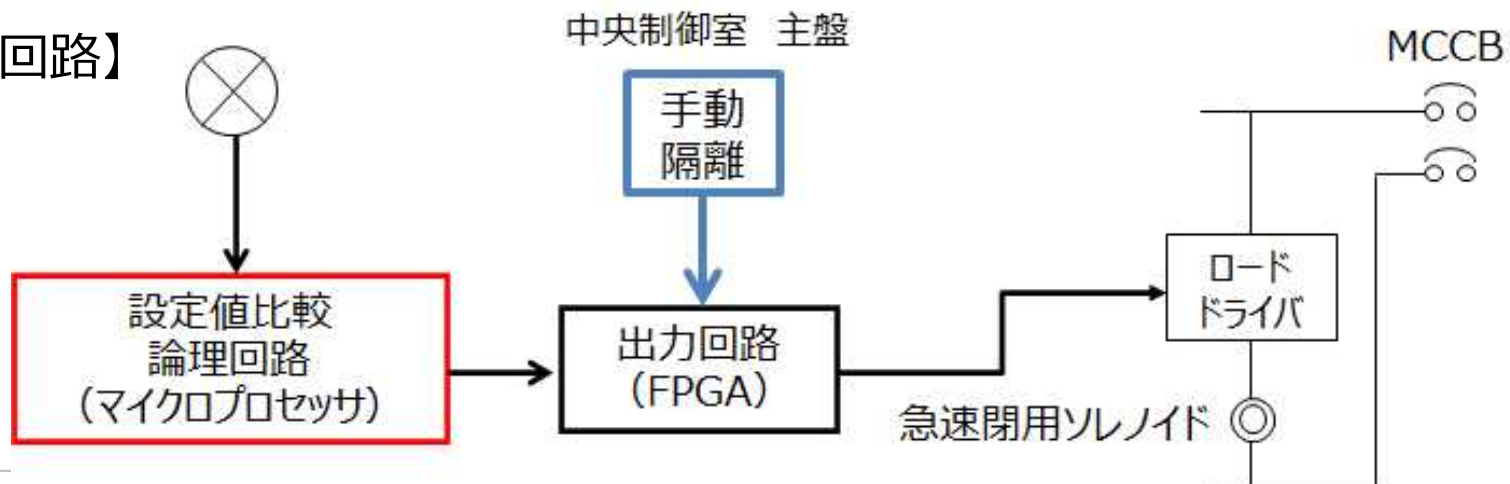 回路】
中央制御室 主盤
MCCB
手動
隔離
設定値比較
論理回路
(マイクロプロセッサ)
出力回路
(FPGA)
ロード
ドライバ
急速閉用ソレノイド